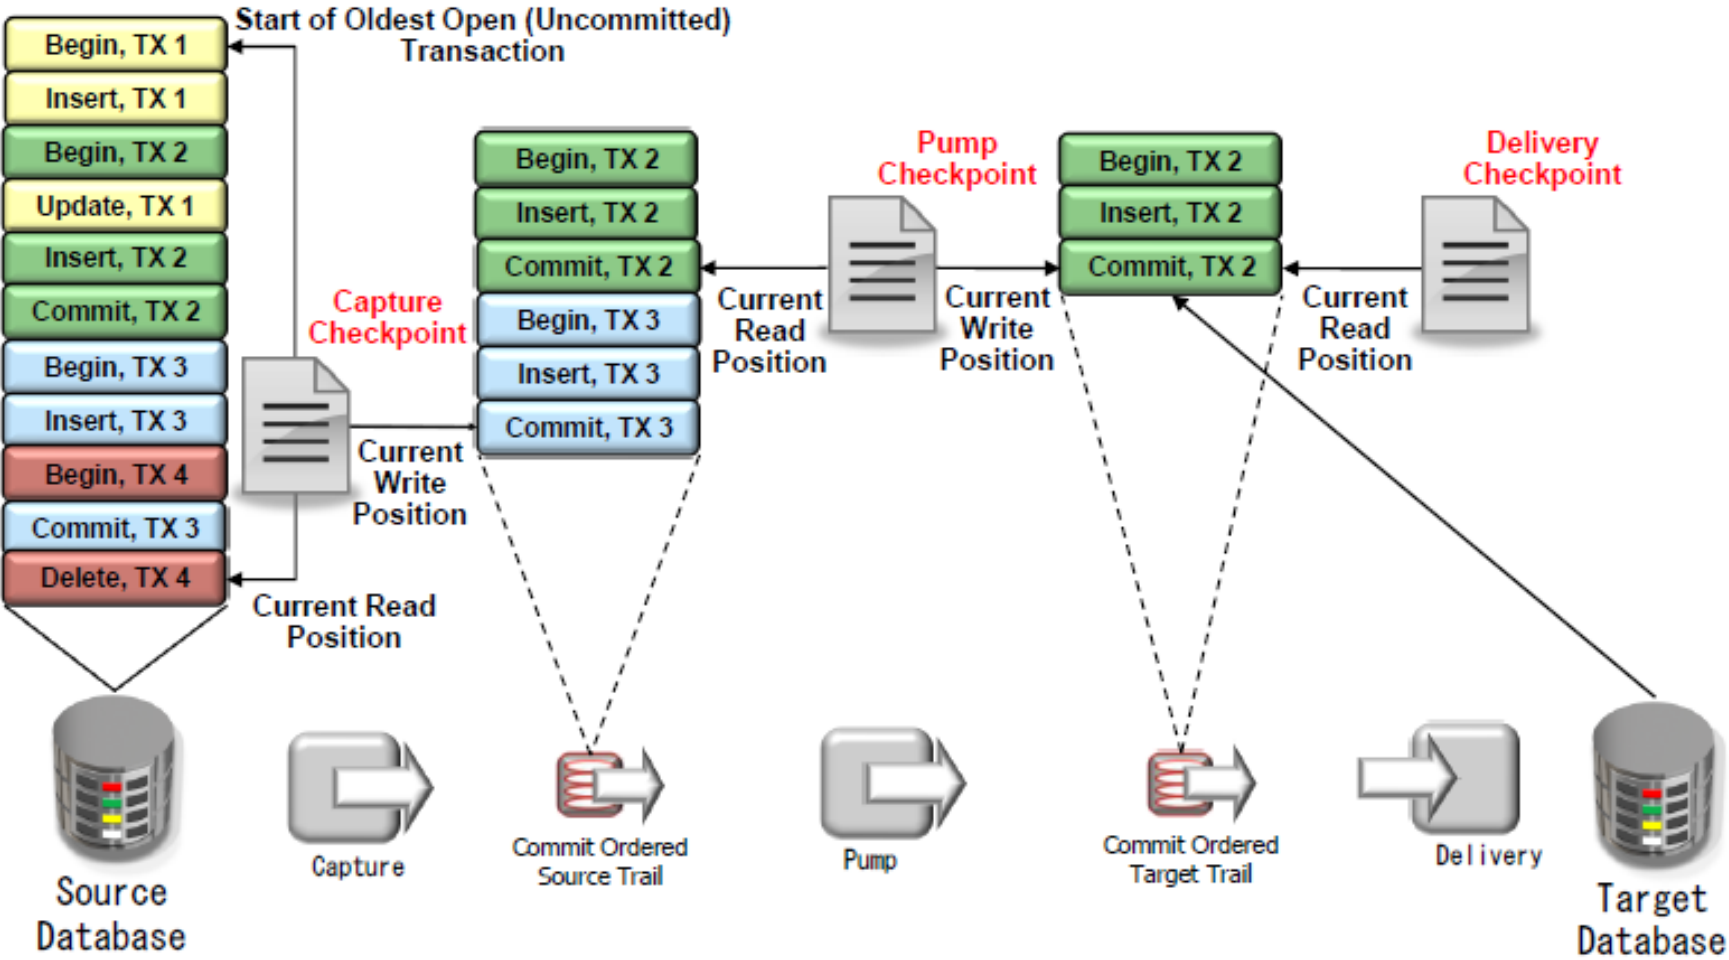 Start of Oldest Open (Uncommitted)
Transaction
Begin, TX 1
Insert, TX 1
Begin, TX 2
Update, TX 1
Insert, TX 2
Commit, TX 2
Begin, TX 3
Insert, TX 3
Begin, TX 4
Commit, TX 3
Delete, TX 4
Capture
Checkpoint
Current
Write
Position
Current Read
Position
Begin, TX 2
Insert, TX 2
Commit, TX 2
Begin, TX 3
Insert, TX 3
Commit, TX 3
Pump
Checkpoint
Current
Read
Position
Current
Write
Position
Begin, TX 2
Insert, TX 2
Commit, TX 2
Delivery
Checkpoint
Current
Read
Position
Source
Database
Capture
Commit Ordered
Source Trail
Pump
Commit Ordered
Target Trail
Delivery
Target
Database